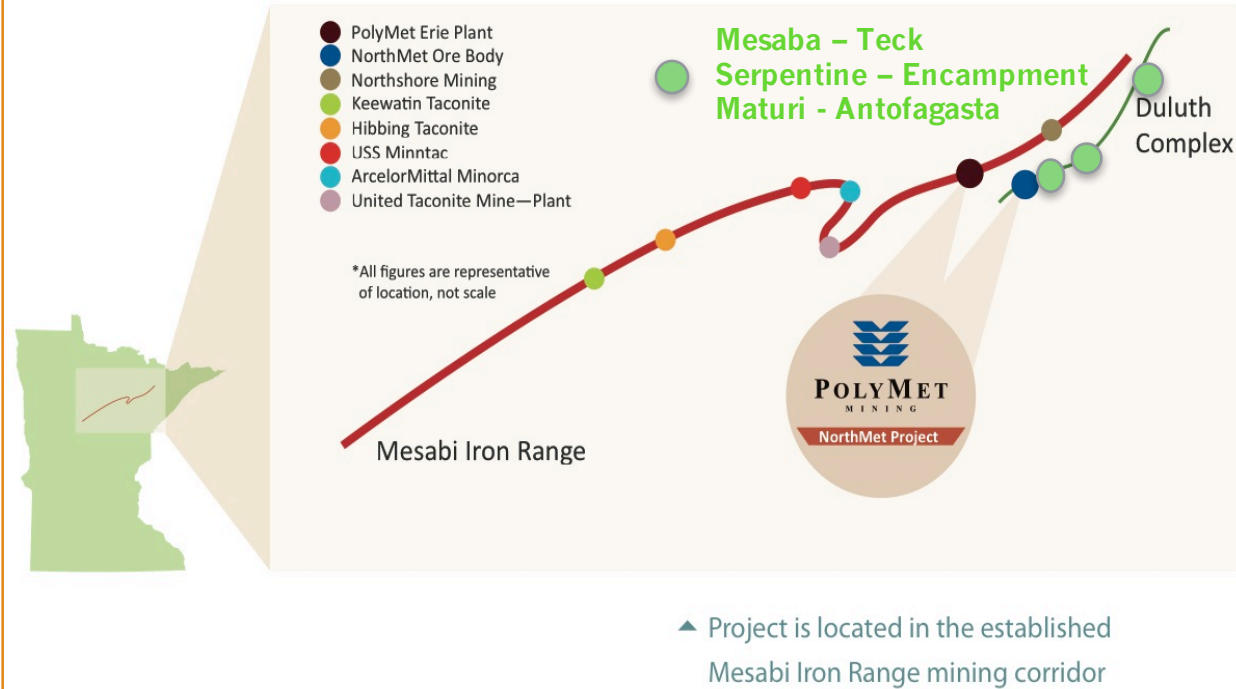 PolyMet Erie Plant
NorthMet Ore Body
Northshore Mining
Keewatin Taconite
Hibbing Taconite
USS Minntac
ArcelorMittal Minorca
United Taconite Mine—Plant
*All figures are representative
of location, not scale
Mesaba – Teck
Serpentine – Encampment
Maturi - Antofagasta
Duluth
Complex
Mesabi Iron Range
POLYMET
MINING
NorthMet Project
Project is located in the established
Mesabi Iron Range mining corridor